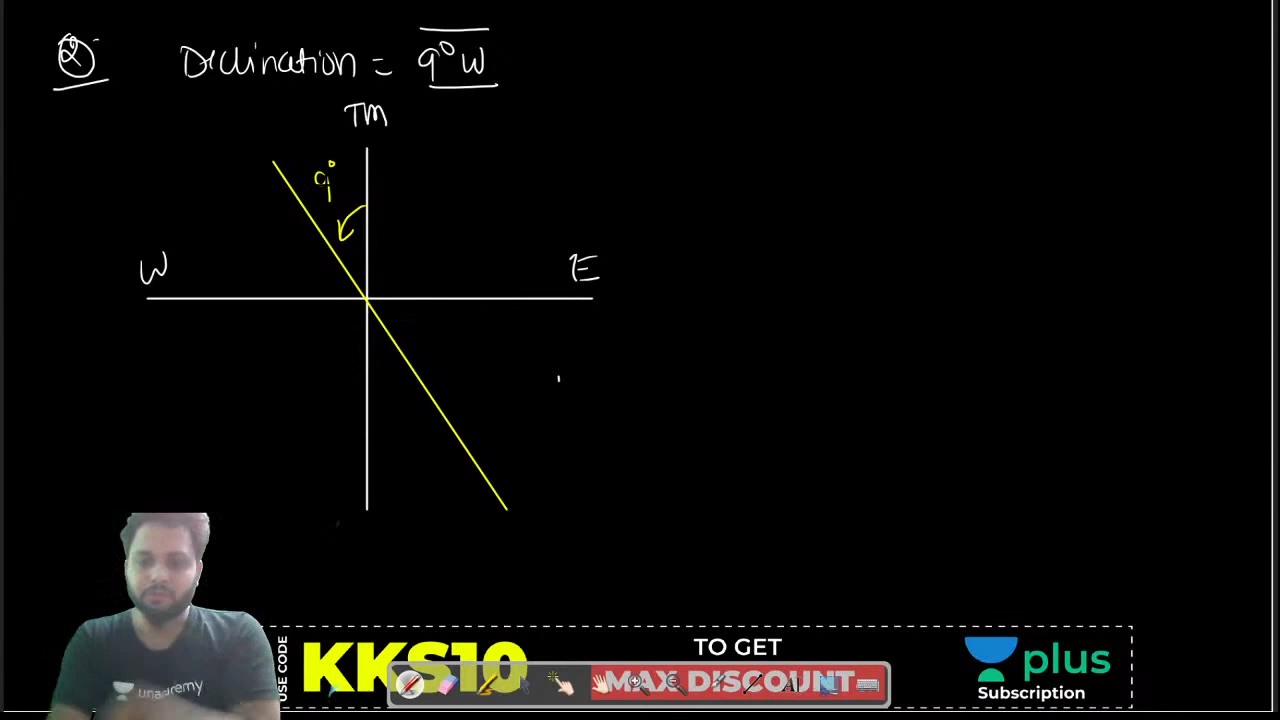 Q
Declination = 9° W
TM
9°
W
E
USE CODE
KKS10
TO GET
MAX DISCOUNT
plus
Subscription
unacademy